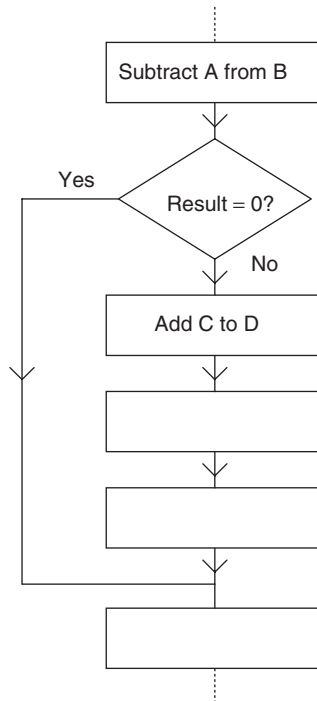 Subtract A from B
Yes
Result = 0?
No
Add C to D